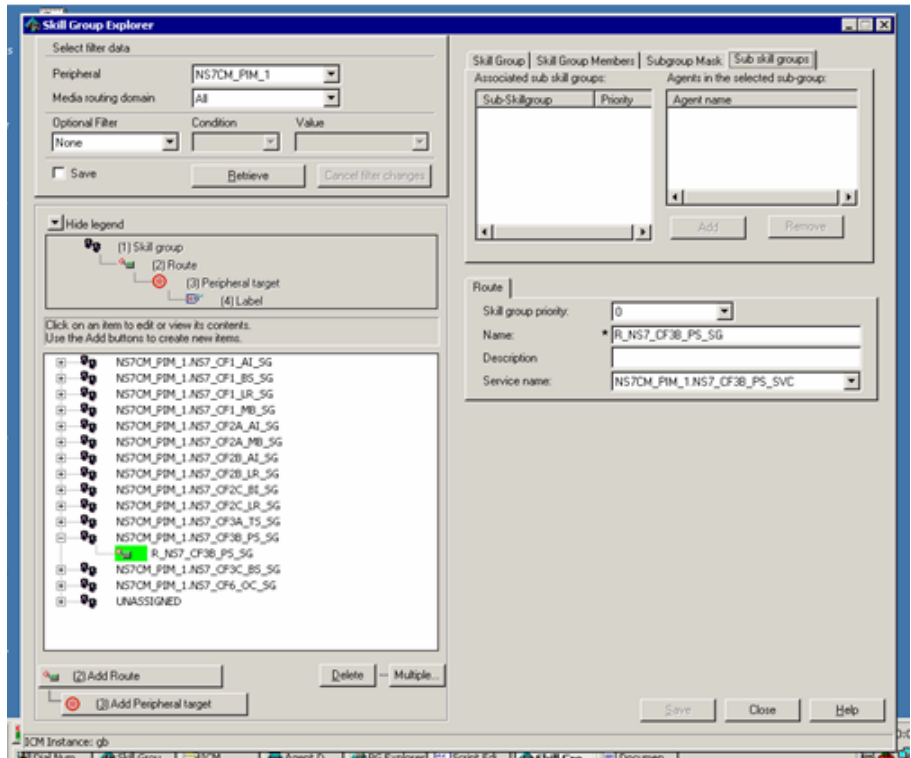 Skill Group Explorer
Select filter data
Peripheral NS7CM_PIM_1
Media routing domain All
Optional Filter Condition Value
None
Save Retrieve Cancel filter changes
Hide legend
(1) Skill group
(2) Route
(3) Peripheral target
(4) Label
Click on an item to edit or view its contents.
Use the Add buttons to create new items.
NS7CM_PIM_1.NS7_CF1_AI_SG
NS7CM_PIM_1.NS7_CF1_BS_SG
NS7CM_PIM_1.NS7_CF1_LR_SG
NS7CM_PIM_1.NS7_CF1_MB_SG
NS7CM_PIM_1.NS7_CF2A_AI_SG
NS7CM_PIM_1.NS7_CF2A_MB_SG
NS7CM_PIM_1.NS7_CF2B_AI_SG
NS7CM_PIM_1.NS7_CF2B_LR_SG
NS7CM_PIM_1.NS7_CF2C_BI_SG
NS7CM_PIM_1.NS7_CF2C_LR_SG
NS7CM_PIM_1.NS7_CF3A_TS_SG
NS7CM_PIM_1.NS7_CF3B_PS_SG
R_NS7_CF3B_PS_SG
NS7CM_PIM_1.NS7_CF3C_BS_SG
NS7CM_PIM_1.NS7_CF6_OC_SG
UNASSIGNED
(2) Add Route Delete Multiple...
(3) Add Peripheral target
Skill Group Skill Group Members Subgroup Mask Sub skill groups
Associated sub skill groups: Agents in the selected sub-group:
Sub-Skillgroup Priority Agent name
Add Remove
Route
Skill group priority: 0
Name: * R_NS7_CF3B_PS_SG
Description
Service name: NS7CM_PIM_1.NS7_CF3B_PS_SVC
Save Close Help
ICM Instance: gb